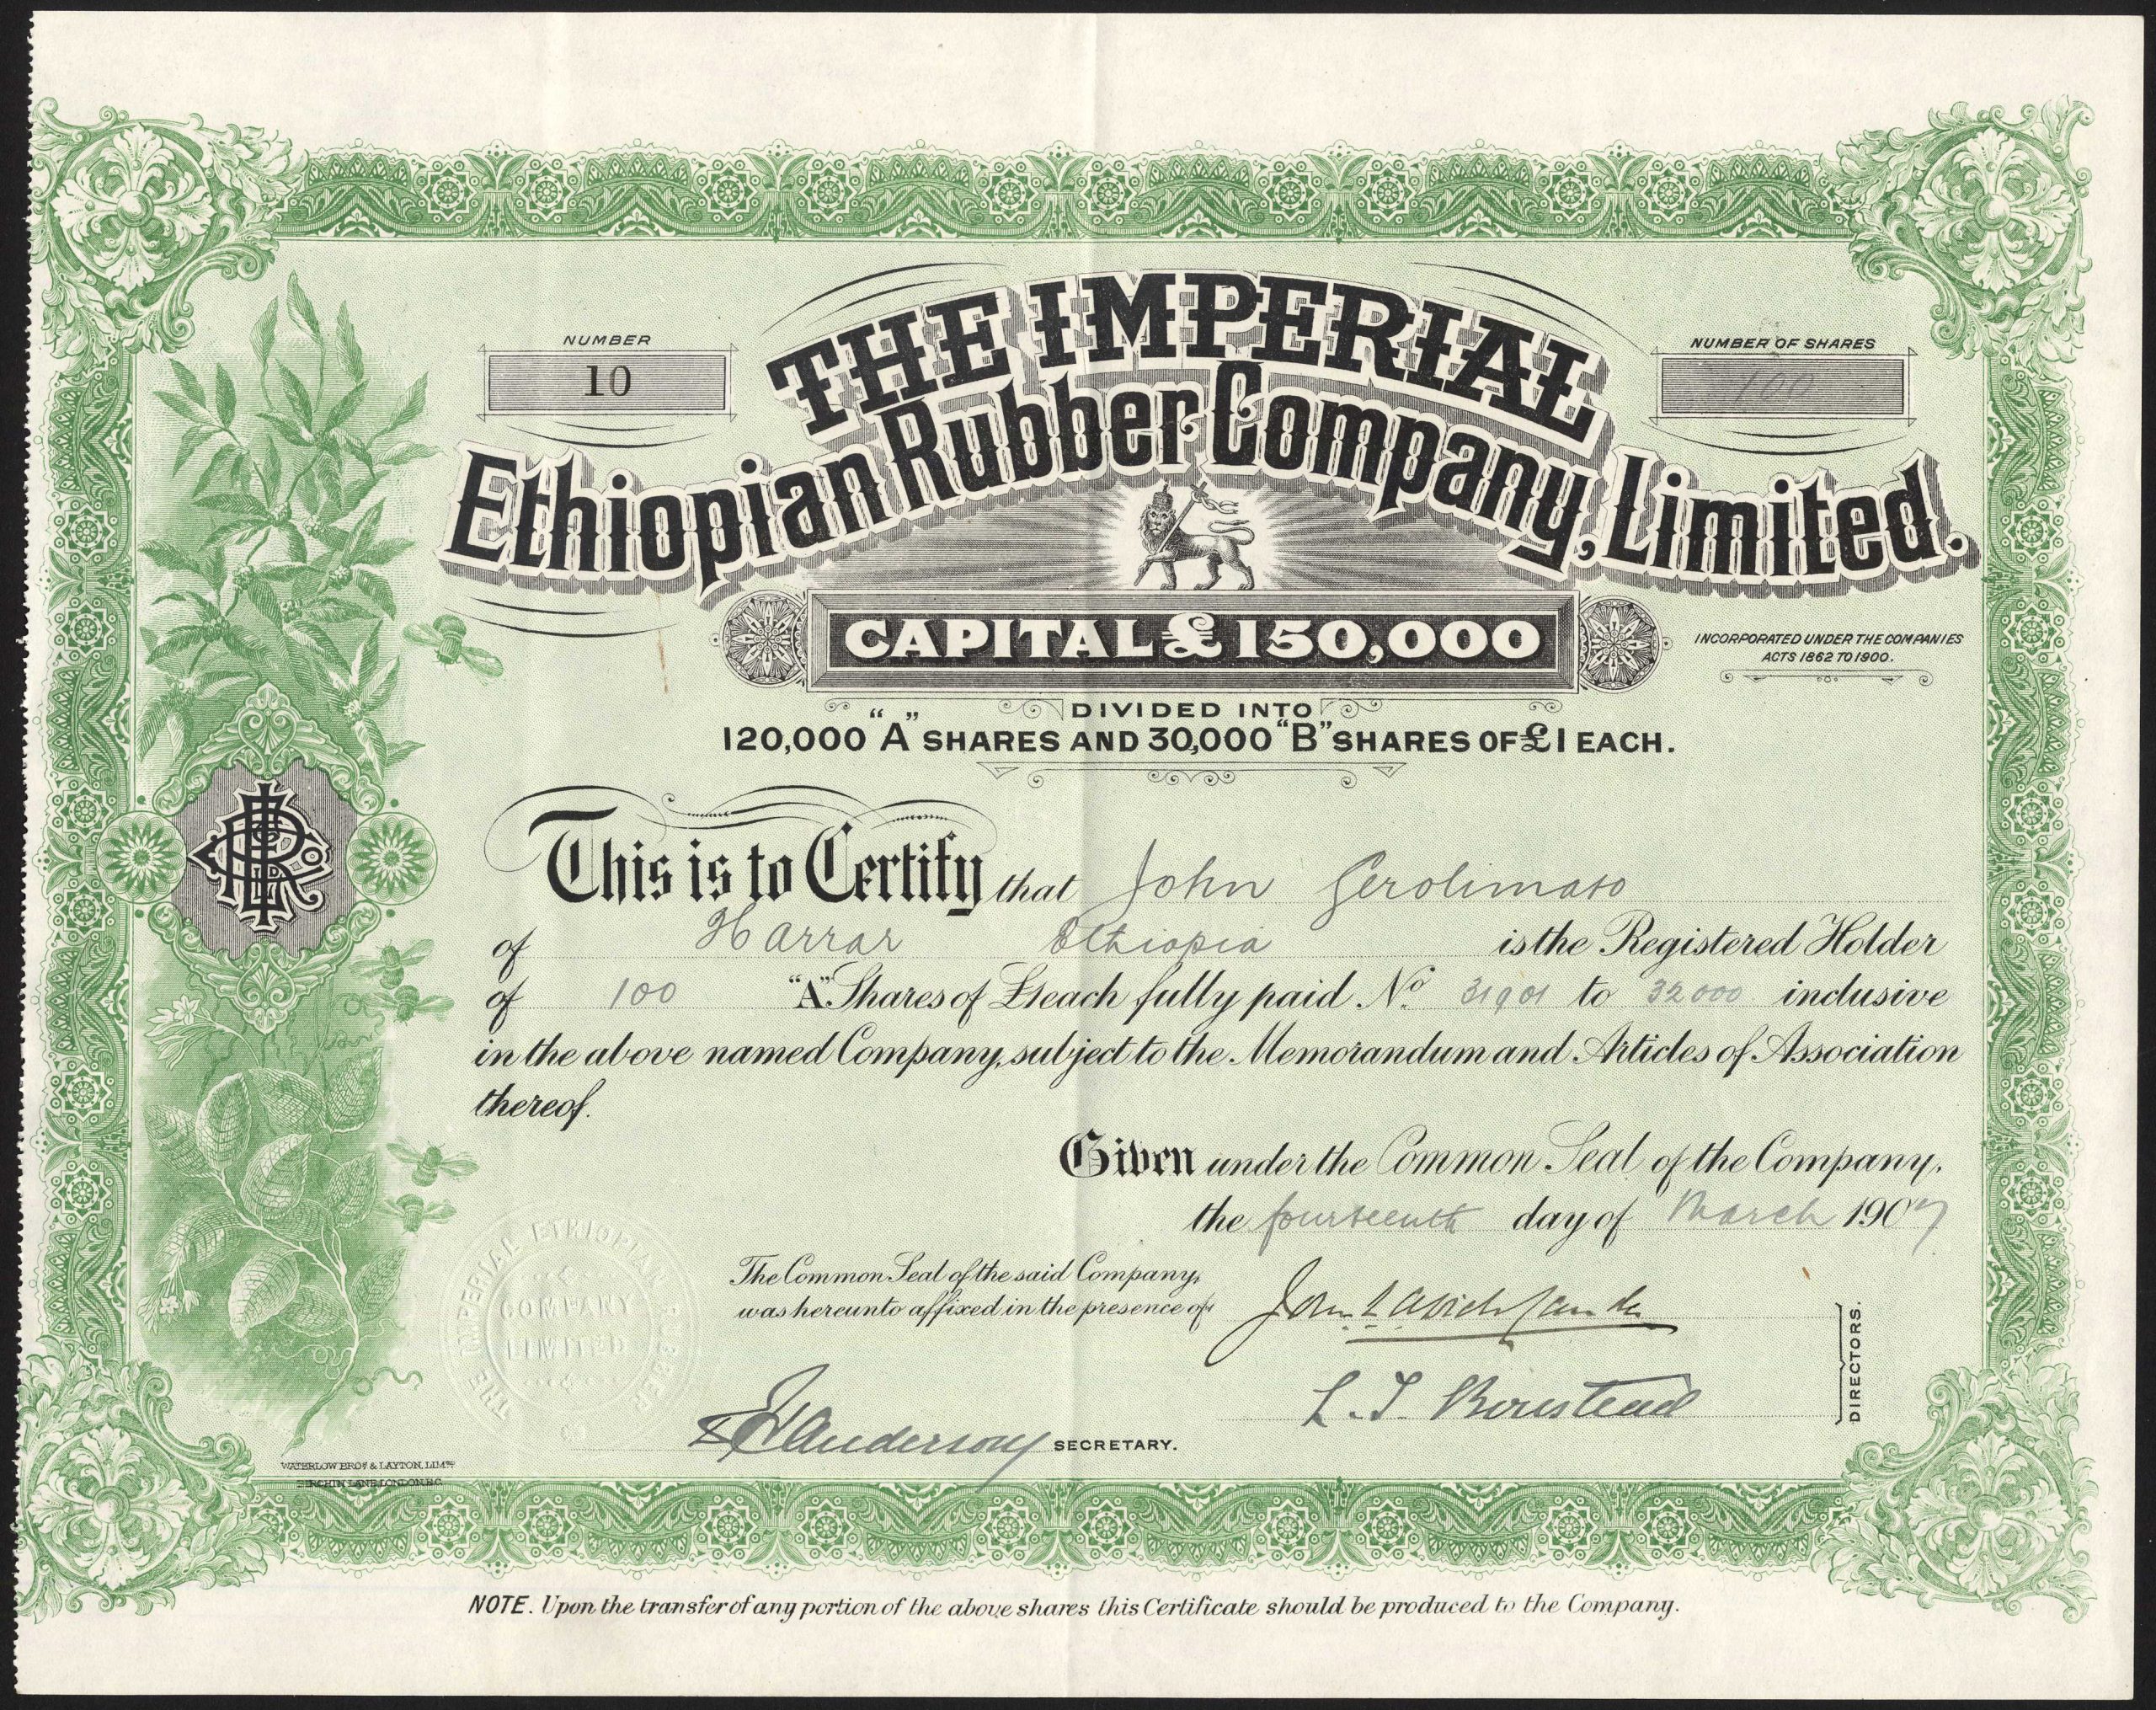 NUMBER
10
NUMBER OF SHARES
100
THE IMPERIAL
Ethiopian Rubber Company, Limited.
CAPITAL £150,000
INCORPORATED UNDER THE COMPANIES
ACTS 1862 TO 1900.
DIVIDED INTO
120,000 "A" SHARES AND 30,000 "B" SHARES OF £1 EACH.
This is to Certify that John Gerolimato
of Harrar Ethiopia is the Registered Holder
of 100 "A" Shares of £1 each fully paid No 31901 to 32000 inclusive
in the above named Company, subject to the Memorandum and Articles of Association
thereof.
Given under the Common Seal of the Company,
the fourteenth day of March 1907
The Common Seal of the said Company,
was hereunto affixed in the presence of
L. T. Boustead
DIRECTORS.
Anderson SECRETARY.
THE IMPERIAL ETHIOPIAN RUBBER
COMPANY
LIMITED
WATERLOW BROS & LAYTON, LIMTD
BIRCHIN LANE LONDON E.C.
NOTE. Upon the transfer of any portion of the above shares this Certificate should be produced to the Company.